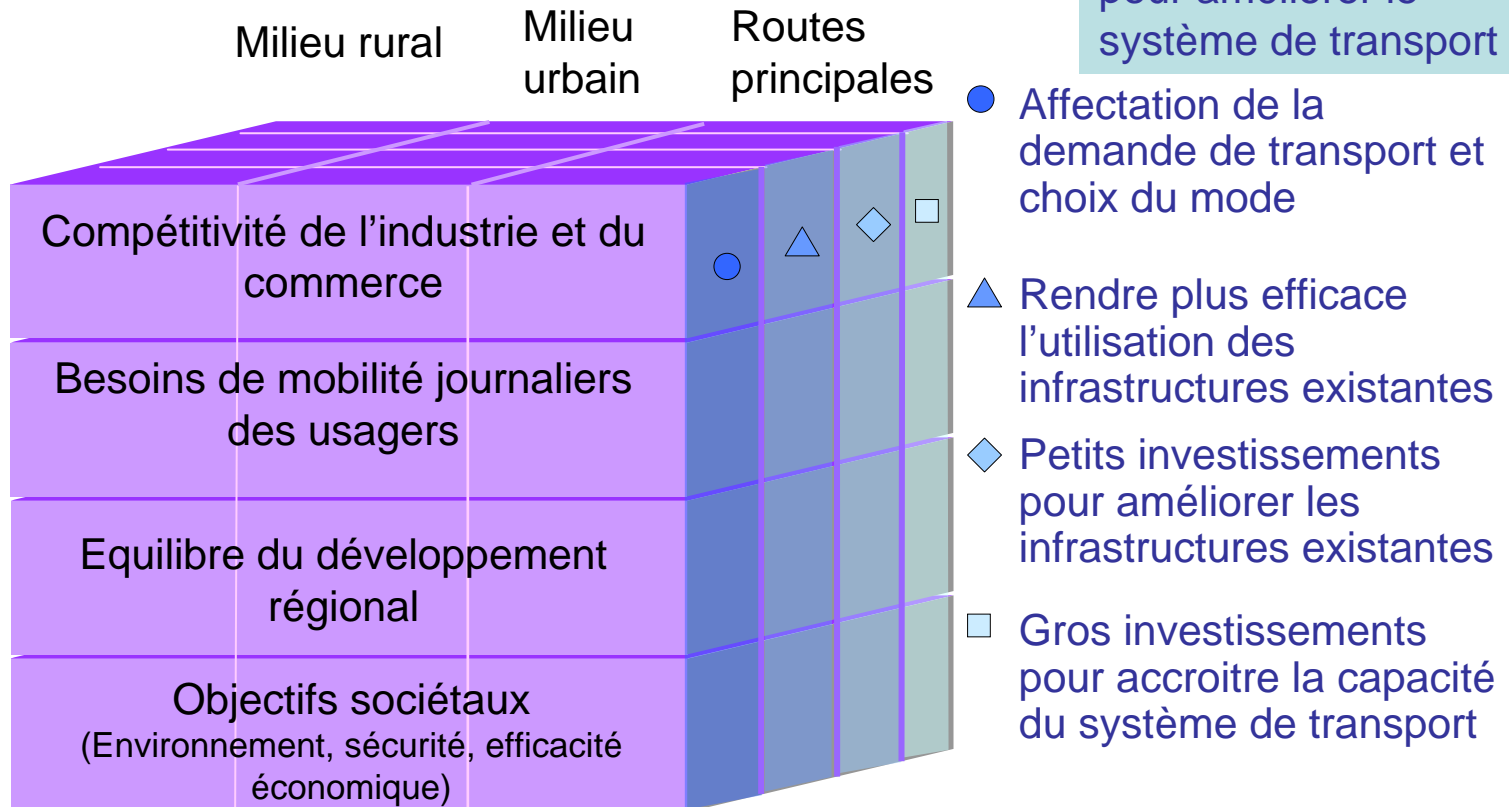 pour améliorer le
système de transport
Milieu rural
Milieu
urbain
Routes
principales
Compétitivité de l'industrie et du
commerce
Besoins de mobilité journaliers
des usagers
Equilibre du développement
régional
Objectifs sociétaux
(Environnement, sécurité, efficacité
économique)
Affectation de la
demande de transport et
choix du mode
Rendre plus efficace
l'utilisation des
infrastructures existantes
Petits investissements
pour améliorer les
infrastructures existantes
Gros investissements
pour accroitre la capacité
du système de transport